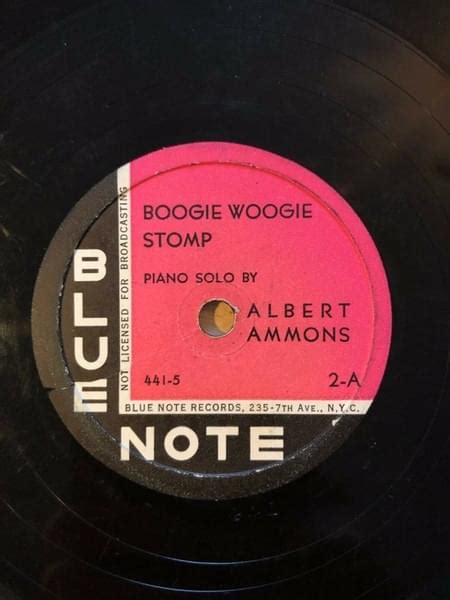 BOOGIE WOOGIE
STOMP
PIANO SOLO BY
ALBERT
AMMONS
441-5
2-A
NOT LICENSED FOR BROADCASTING
BLUE NOTE RECORDS, 235-7TH AVE., N.Y.C.
BLUE
NOTE